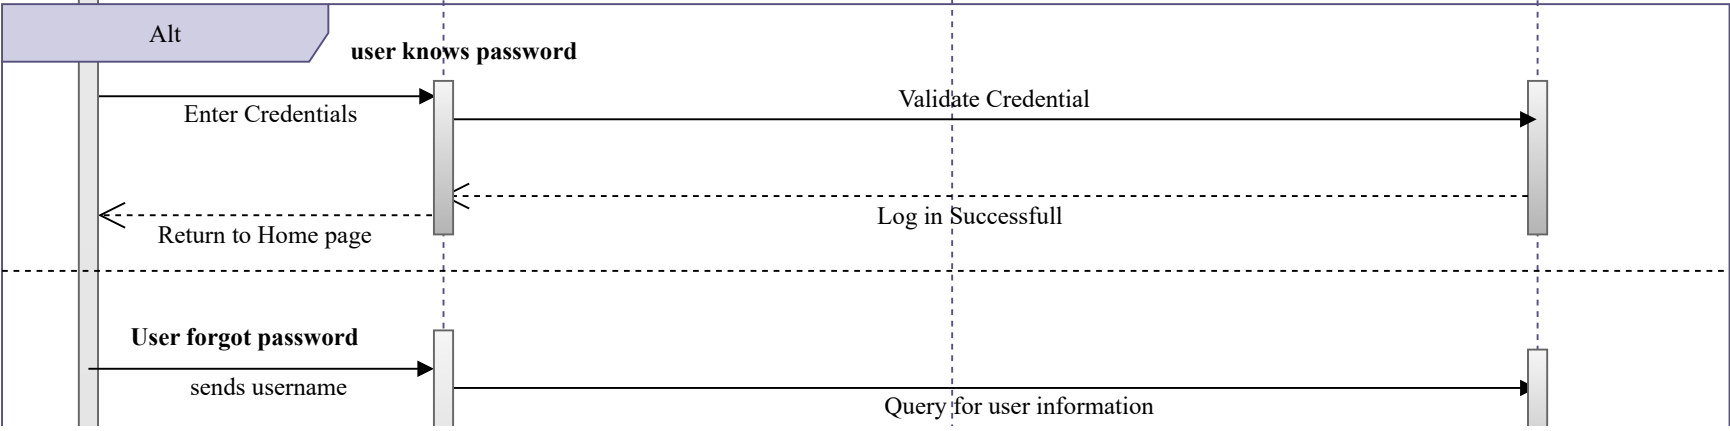 Alt
user knows password
Enter Credentials
Validate Credential
Log in Successfull
Return to Home page
User forgot password
sends username
Query for user information